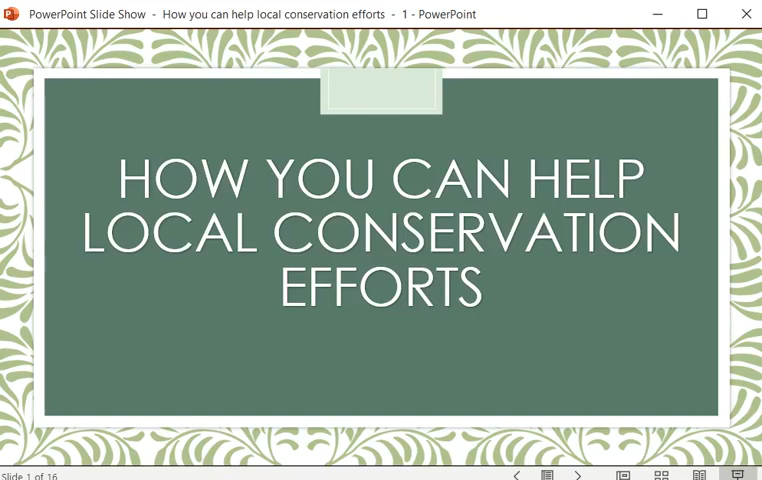 PowerPoint Slide Show - How you can help local conservation efforts - 1 - PowerPoint
HOW YOU CAN HELP
LOCAL CONSERVATION
EFFORTS
Slide 1 of 16